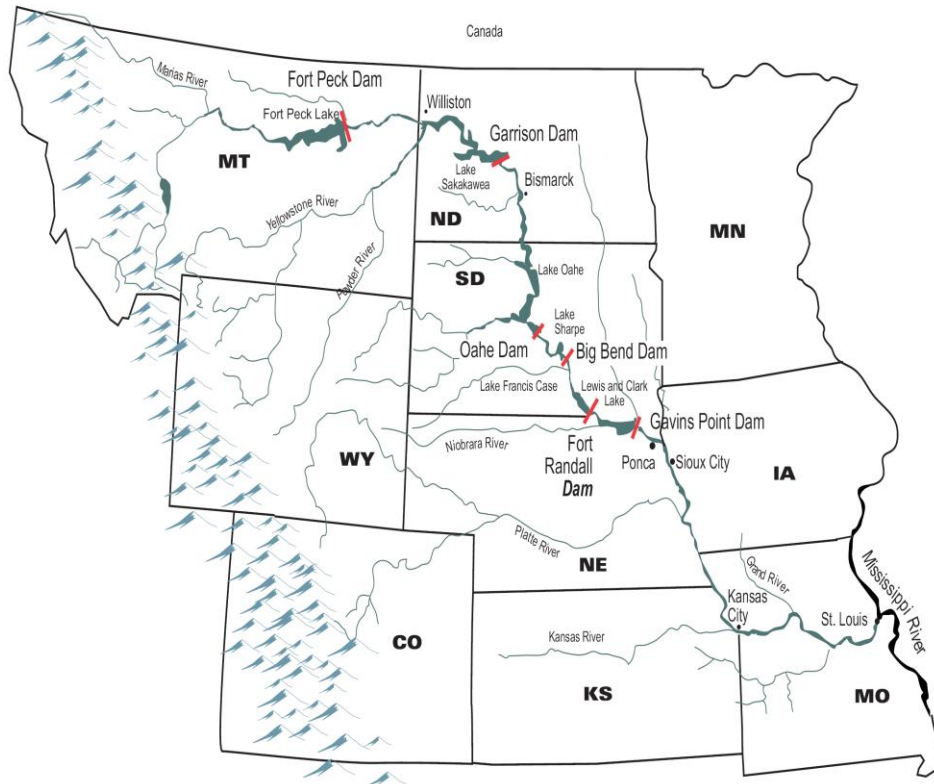 Canada
Marias River
Fort Peck Dam
Fort Peck Lake
Williston
Garrison Dam
MT
Lake
Sakakawea
Bismarck
Yellowstone River
ND
MN
Powder River
SD
Lake Oahe
Lake
Sharpe
Oahe Dam
Big Bend Dam
Lake Francis Case
Lewis and Clark
Lake
Gavins Point Dam
Niobrara River
Fort
Randall
Dam
Ponca
Sioux City
WY
IA
Platte River
NE
Grand River
Mississippi River
Kansas
City
St. Louis
CO
Kansas River
KS
MO